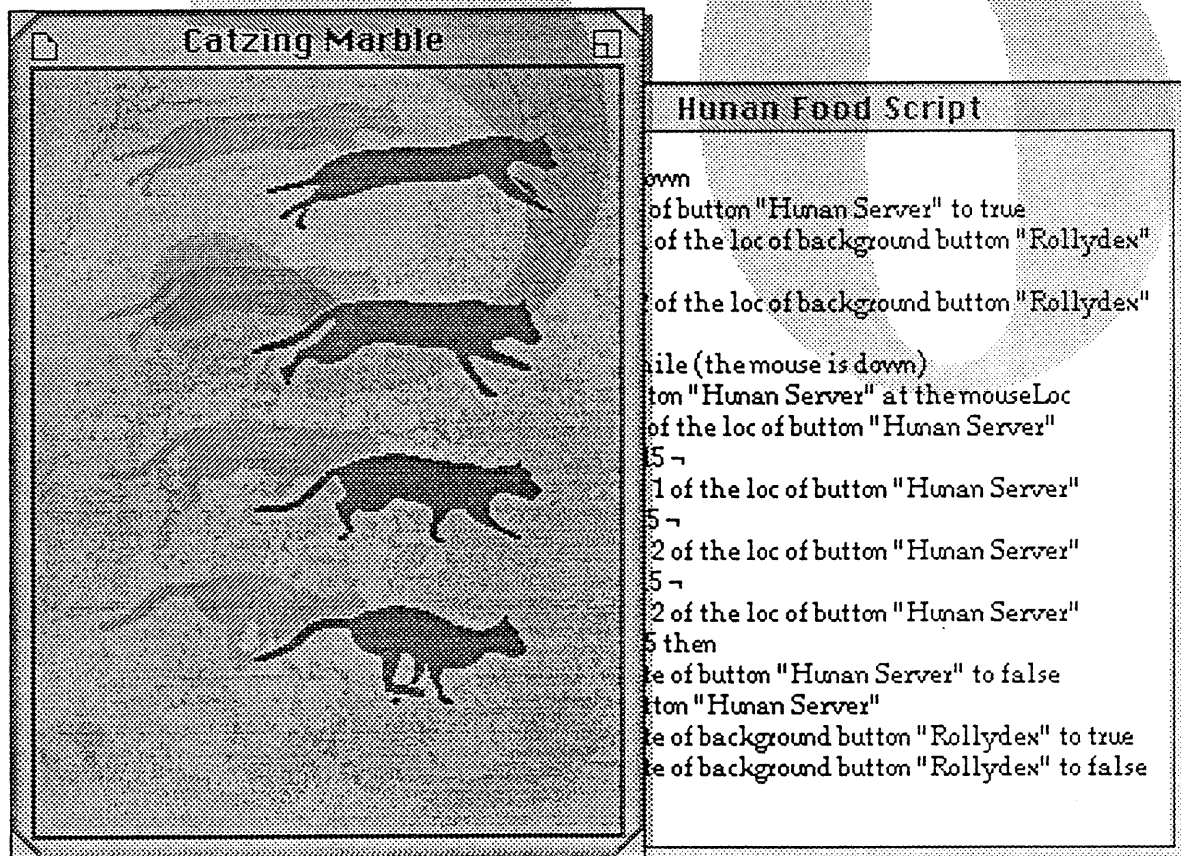 Catzing Marble
Hunan Food Script
own
of button "Hunan Server" to true
of the loc of background button "Rollydex"
of the loc of background button "Rollydex"
ile (the mouse is down)
ton "Hunan Server" at the mouseLoc
of the loc of button "Hunan Server"
15 ¬
1 of the loc of button "Hunan Server"
5 ¬
2 of the loc of button "Hunan Server"
5 ¬
2 of the loc of button "Hunan Server"
5 then
le of button "Hunan Server" to false
tton "Hunan Server"
le of background button "Rollydex" to true
le of background button "Rollydex" to false